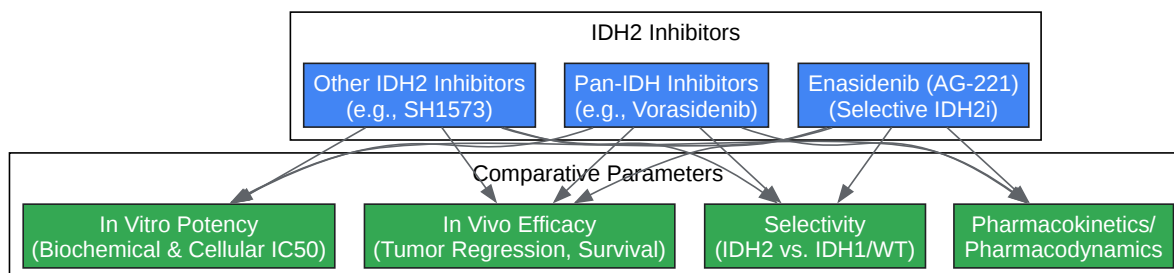 IDH2 Inhibitors
Other IDH2 Inhibitors
(e.g., SH1573)
Pan-IDH Inhibitors
(e.g., Vorasidenib)
Enasidenib (AG-221)
(Selective IDH2i)
Comparative Parameters
In Vitro Potency
(Biochemical & Cellular IC50)
In Vivo Efficacy
(Tumor Regression, Survival)
Selectivity
(IDH2 vs. IDH1/WT)
Pharmacokinetics/
Pharmacodynamics